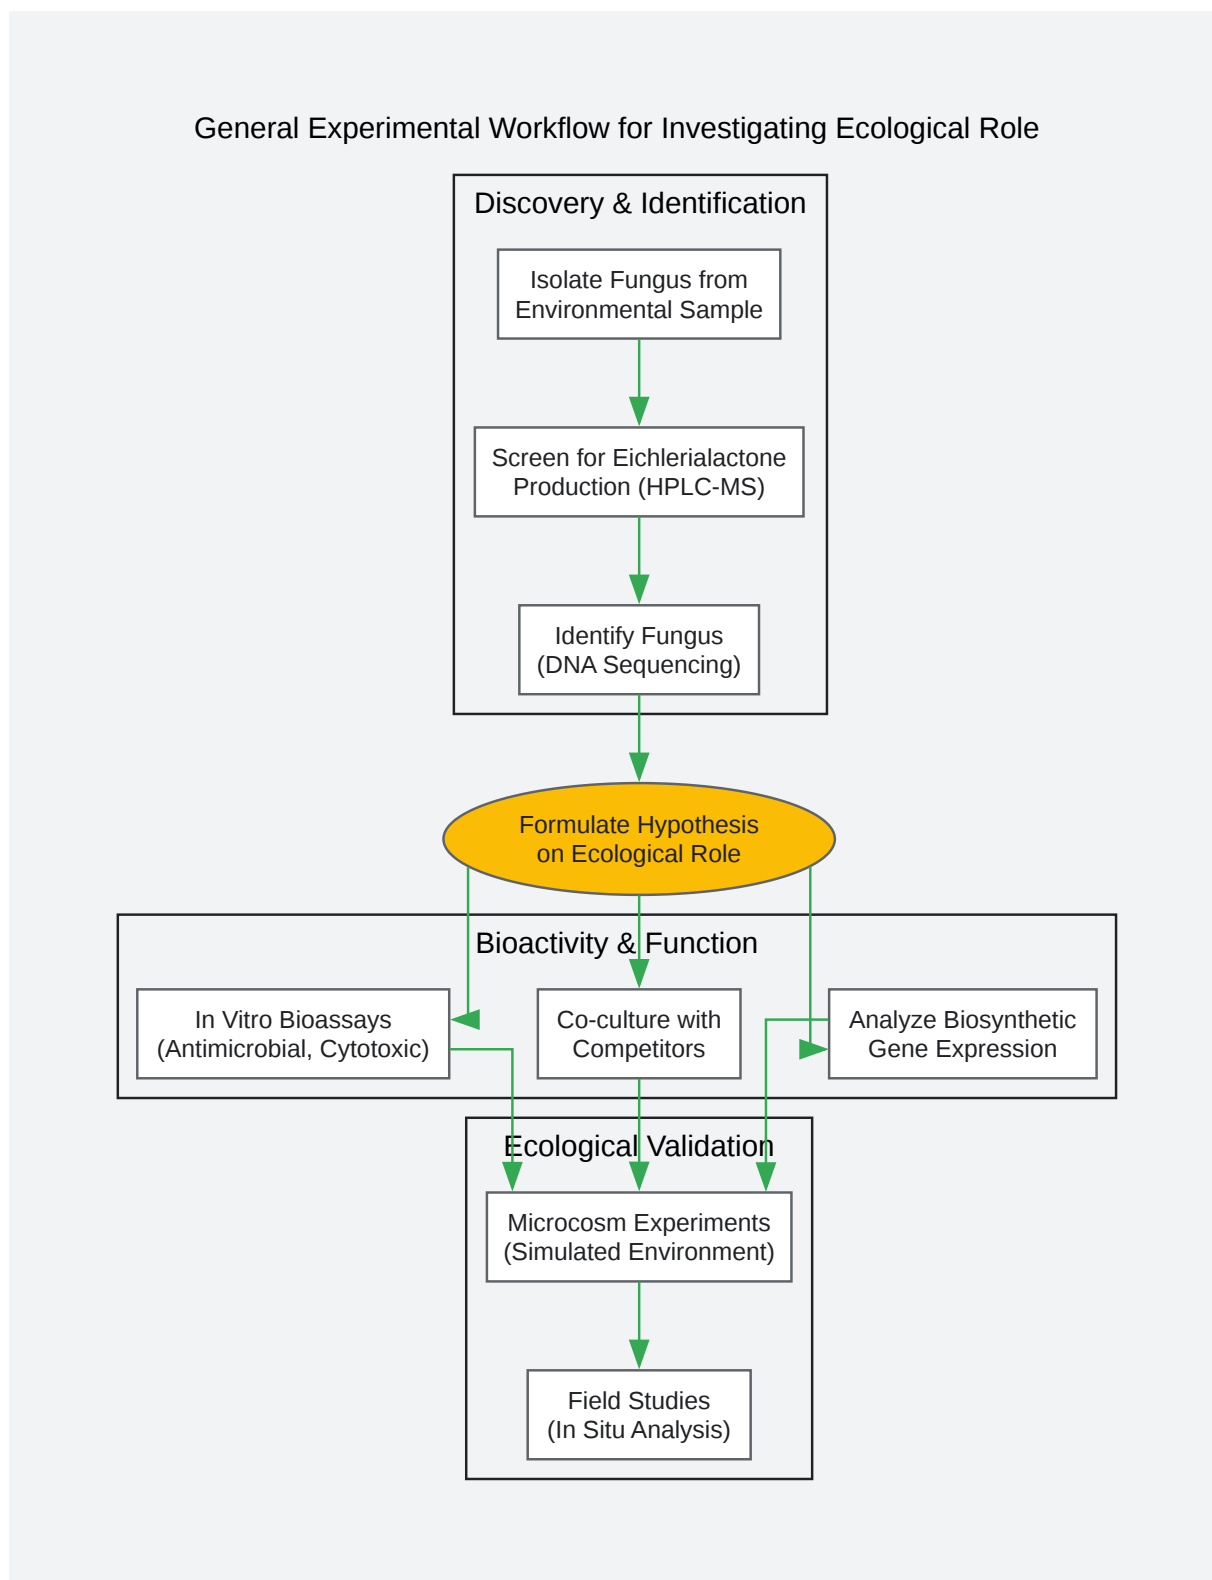 General Experimental Workflow for Investigating Ecological Role
Discovery & Identification
Isolate Fungus from
Environmental Sample
Screen for Eichlerialactone
Production (HPLC-MS)
Identify Fungus
(DNA Sequencing)
Formulate Hypothesis
on Ecological Role
Bioactivity & Function
In Vitro Bioassays
(Antimicrobial, Cytotoxic)
Co-culture with
Competitors
Analyze Biosynthetic
Gene Expression
Ecological Validation
Microcosm Experiments
(Simulated Environment)
Field Studies
(In Situ Analysis)